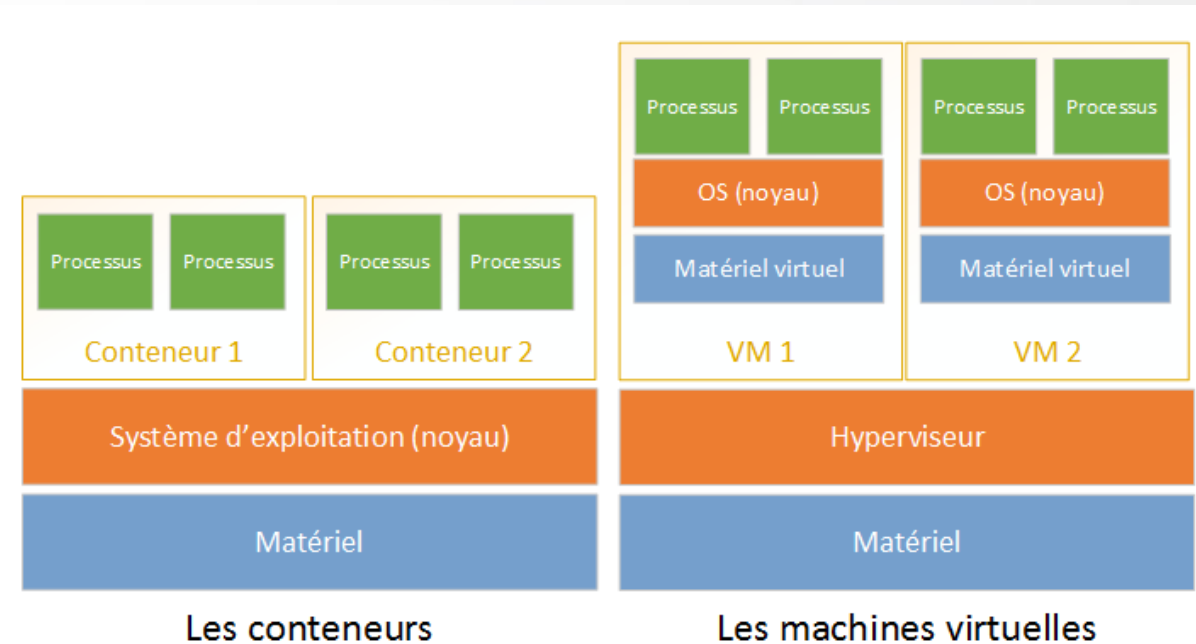 Processus
Processus
Processus
Processus
Conteneur 1
Conteneur 2
Système d'exploitation (noyau)
Matériel
Les conteneurs
Processus
Processus
Processus
Processus
OS (noyau)
OS (noyau)
Matériel virtuel
Matériel virtuel
VM 1
VM 2
Hyperviseur
Matériel
Les machines virtuelles